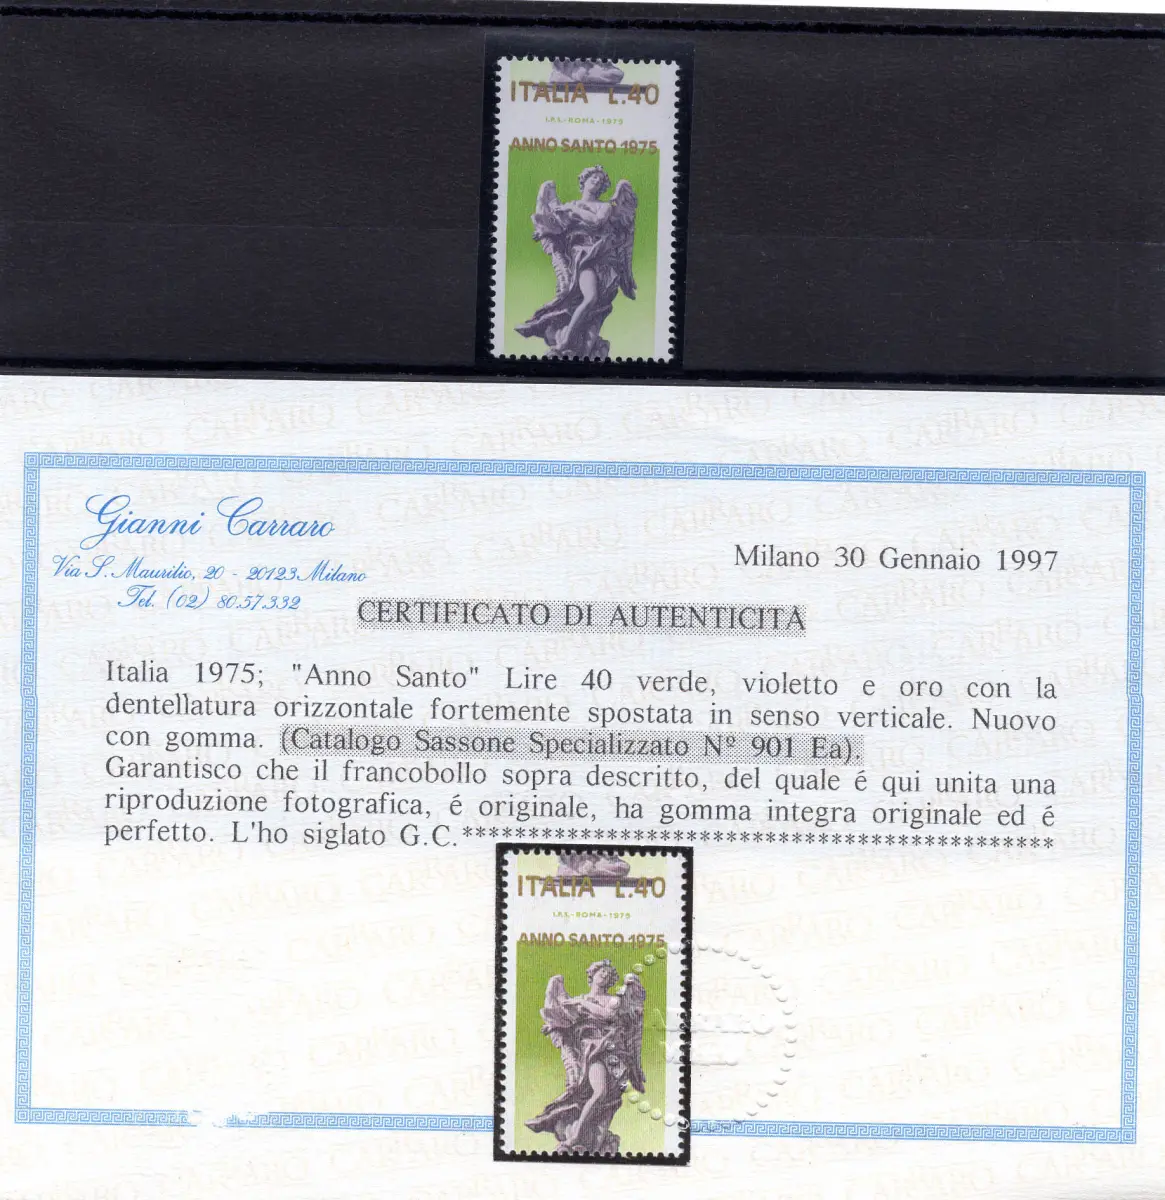 ITALIA L.40
I.P.S.-ROMA-1975
ANNO SANTO 1975
Gianni Carraro
Via S. Maurilio, 20 - 20123 Milano
Tel. (02) 80.57.332
Milano 30 Gennaio 1997
CERTIFICATO DI AUTENTICITÀ
Italia 1975; "Anno Santo" Lire 40 verde, violetto e oro con la
dentellatura orizzontale fortemente spostata in senso verticale. Nuovo
con gomma. (Catalogo Sassone Specializzato N° 901 Ea).
Garantisco che il francobollo sopra descritto, del quale é qui unita una
riproduzione fotografica, é originale, ha gomma integra originale ed é
perfetto. L'ho siglato G.C. *********************************************
ITALIA L.40
I.P.S.-ROMA-1975
ANNO SANTO 1975